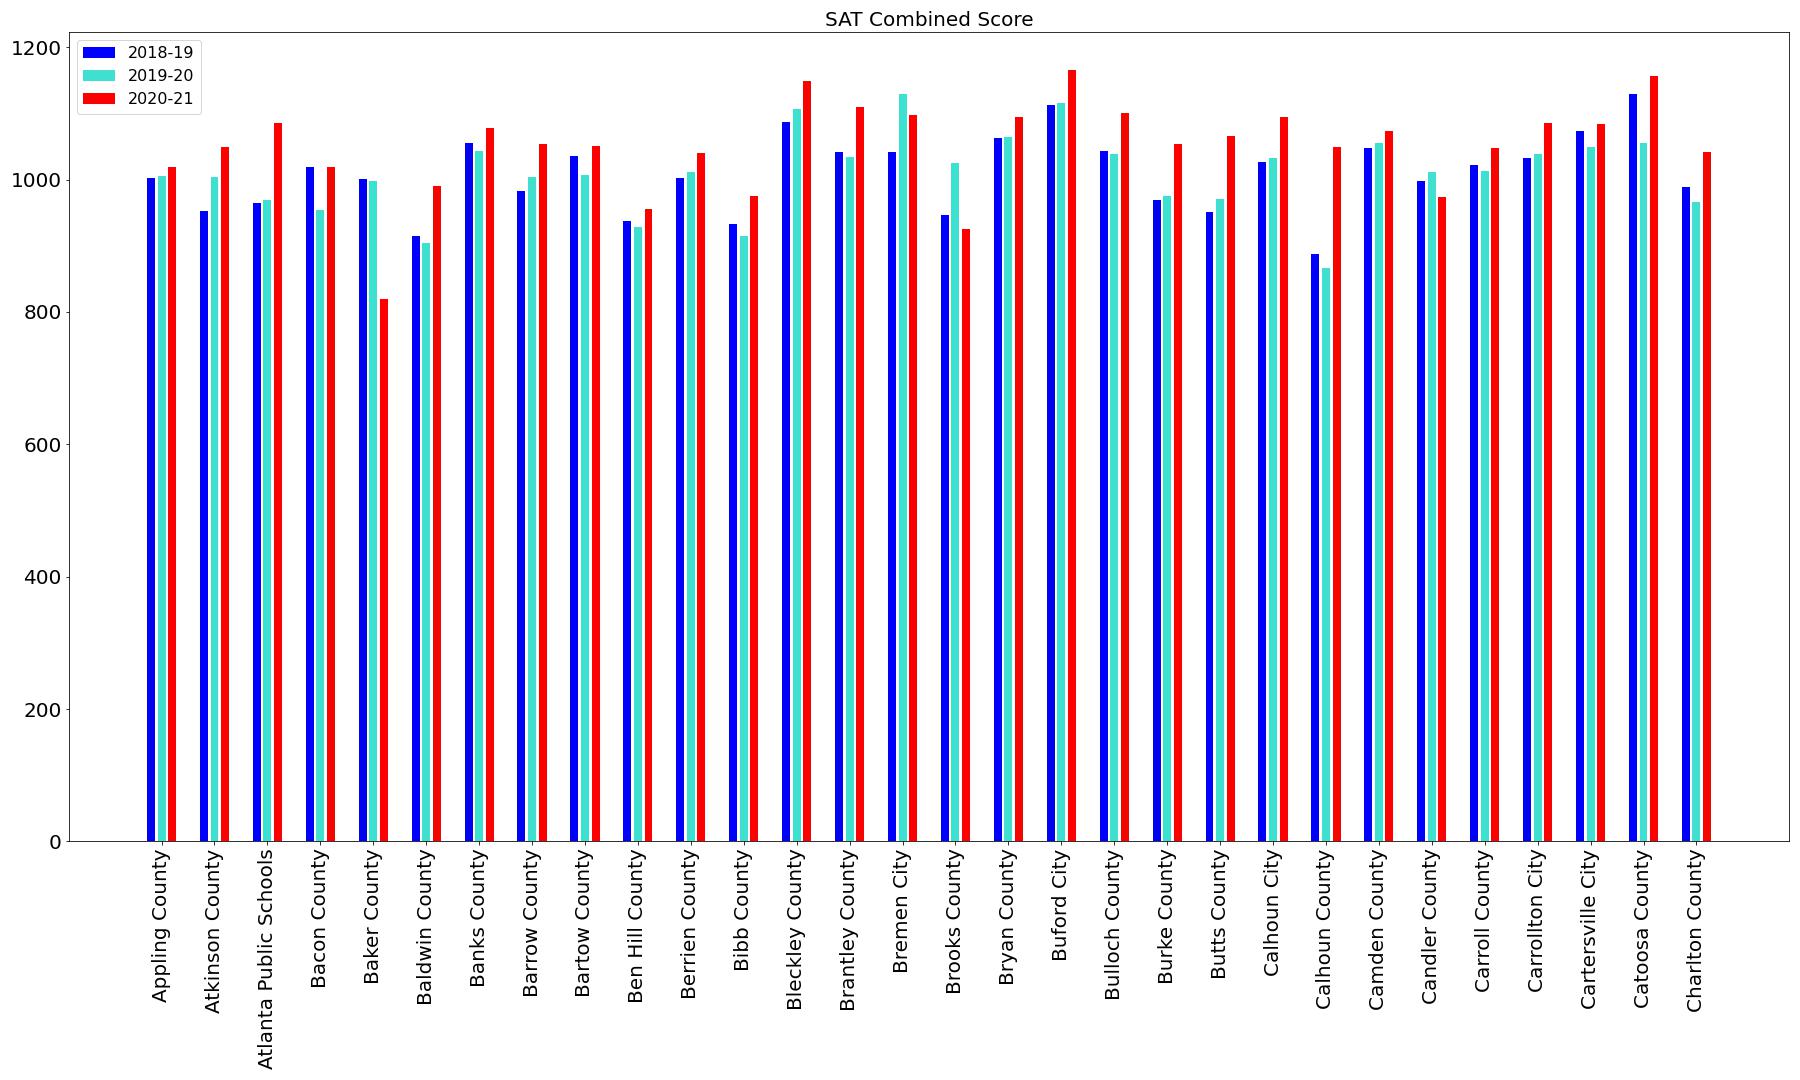 SAT Combined Score
1200
1000
800
600
400
200
0
2018-19
2019-20
2020-21
Appling County
Atkinson County
Atlanta Public Schools
Bacon County
Baker County
Baldwin County
Banks County
Barrow County
Bartow County
Ben Hill County
Berrien County
Bibb County
Bleckley County
Brantley County
Bremen City
Brooks County
Bryan County
Buford City
Bulloch County
Burke County
Butts County
Calhoun City
Calhoun County
Camden County
Candler County
Carroll County
Carrollton City
Cartersville City
Catoosa County
Charlton County